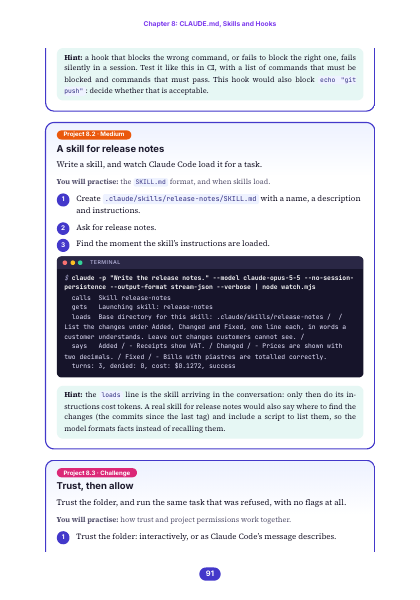 Chapter 8: CLAUDE.md, Skills and Hooks
Hint: a hook that blocks the wrong command, or fails to block the right one, fails
silently in a session. Test it like this in CI, with a list of commands that must be
blocked and commands that must pass. This hook would also block echo "git
push" : decide whether that is acceptable.
Project 8.2 · Medium
A skill for release notes
Write a skill, and watch Claude Code load it for a task.
You will practise: the SKILL.md format, and when skills load.
1 Create .claude/skills/release-notes/SKILL.md with a name, a description
and instructions.
2 Ask for release notes.
3 Find the moment the skill's instructions are loaded.
TERMINAL
$ claude -p "Write the release notes." --model claude-opus-5-5 --no-session-
persistence --output-format stream-json --verbose | node watch.mjs
calls Skill release-notes
gets Launching skill: release-notes
loads Base directory for this skill: .claude/skills/release-notes / /
List the changes under Added, Changed and Fixed, one line each, in words a
customer understands. Leave out changes customers cannot see. /
says Added / - Receipts show VAT. / Changed / - Prices are shown with
two decimals. / Fixed / - Bills with piastres are totalled correctly.
turns: 3, denied: 0, cost: $0.1272, success
Hint: the loads line is the skill arriving in the conversation: only then do its in-
structions cost tokens. A real skill for release notes would also say where to find the
changes (the commits since the last tag) and include a script to list them, so the
model formats facts instead of recalling them.
Project 8.3 · Challenge
Trust, then allow
Trust the folder, and run the same task that was refused, with no flags at all.
You will practise: how trust and project permissions work together.
1 Trust the folder: interactively, or as Claude Code's message describes.
91